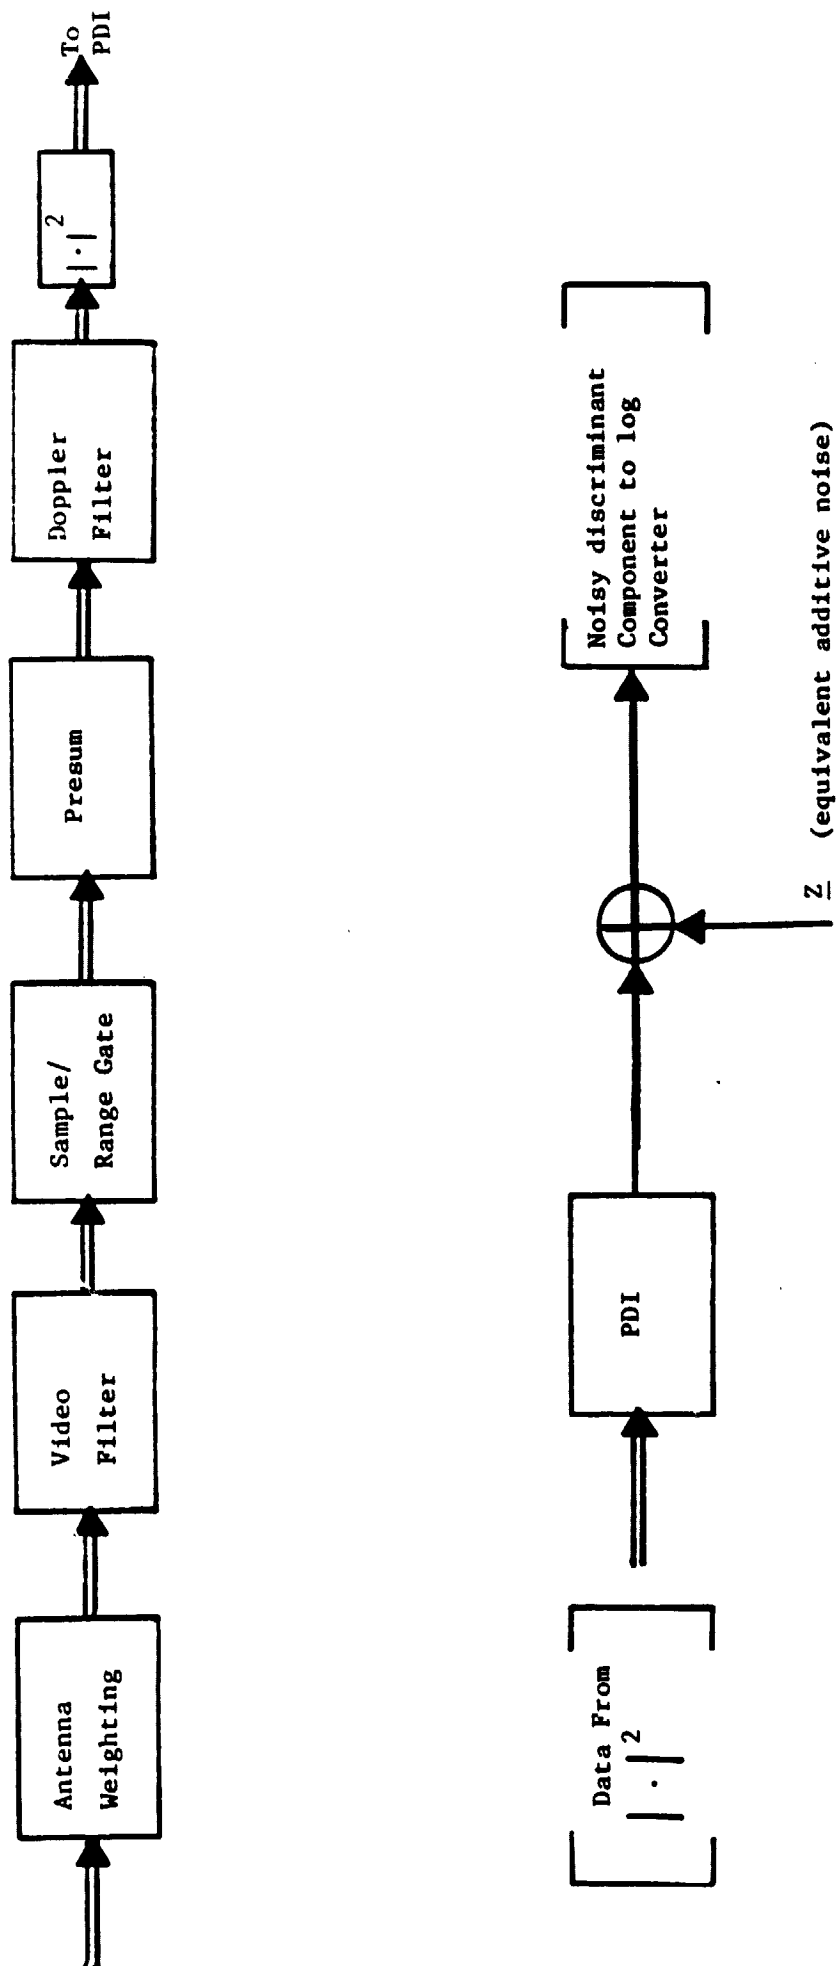 Antenna
Weighting
Video
Filter
Sample/
Range Gate
Presum
Doppler
Filter
|·|²
To
PDI
Data From
|·|²
PDI
Noisy discriminant
Component to log
Converter
Z (equivalent additive noise)